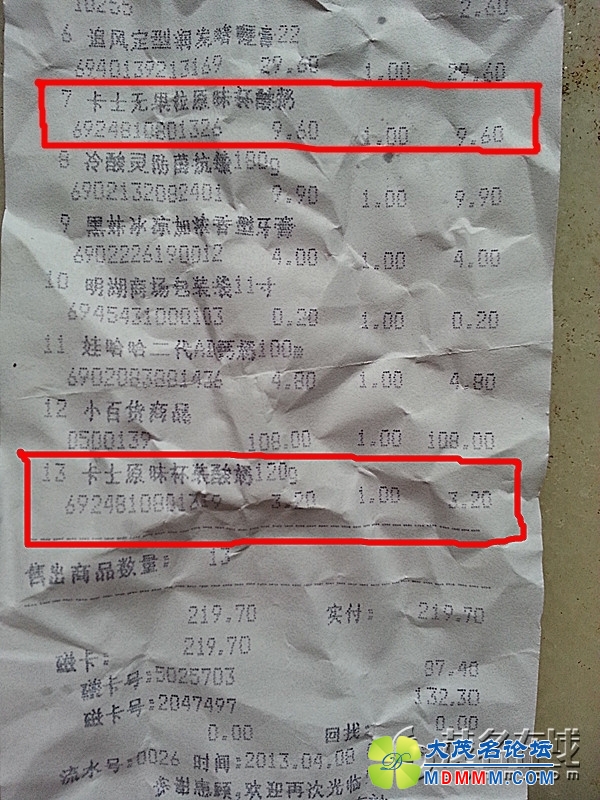 10255 2.60
6 追风定型润发啫喱膏22
6940139213169 29.60 1.00 29.60
7 卡士无果粒原味杯酸奶
6924810801326 9.60 1.00 9.60
8 冷酸灵防菌抗敏180g
6902132082401 9.90 1.00 9.90
9 黑妹冰凉加浓香型牙膏
6902226190012 4.00 1.00 4.00
10 明湖商场包装袋11寸
6945431000103 0.20 1.00 0.20
11 娃哈哈二代AD钙奶100m
6902083881436 4.80 1.00 4.80
12 小百货商品
0500139 108.00 1.00 108.00
13 卡士原味杯装酸奶120g
6924810801319 3.20 1.00 3.20
售出商品数量: 13
219.70 实付: 219.70
磁卡: 219.70
磁卡号:5025703 87.40
磁卡号:2047497 132.30
0.00 回找: 0.00
流水号:0026 时间:2013.04.08
多谢惠顾,欢迎再次光临
大茂名论坛
MDMMM.COM